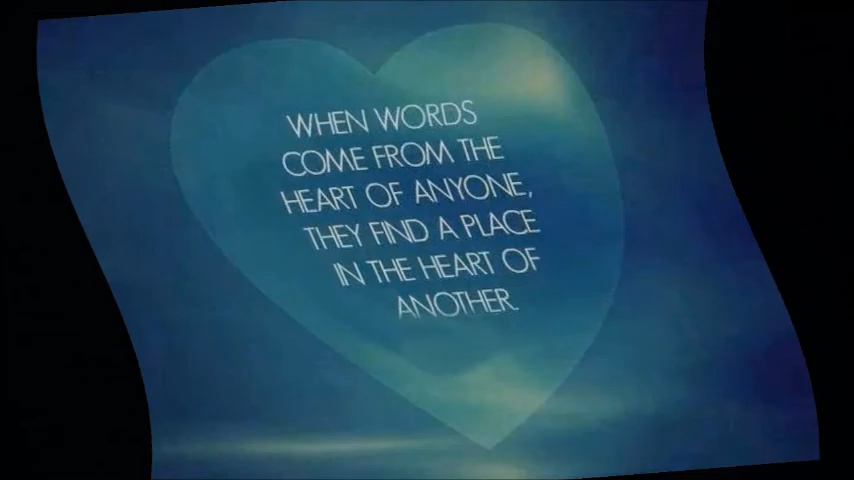 WHEN WORDS
COME FROM THE
HEART OF ANYONE,
THEY FIND A PLACE
IN THE HEART OF
ANOTHER.